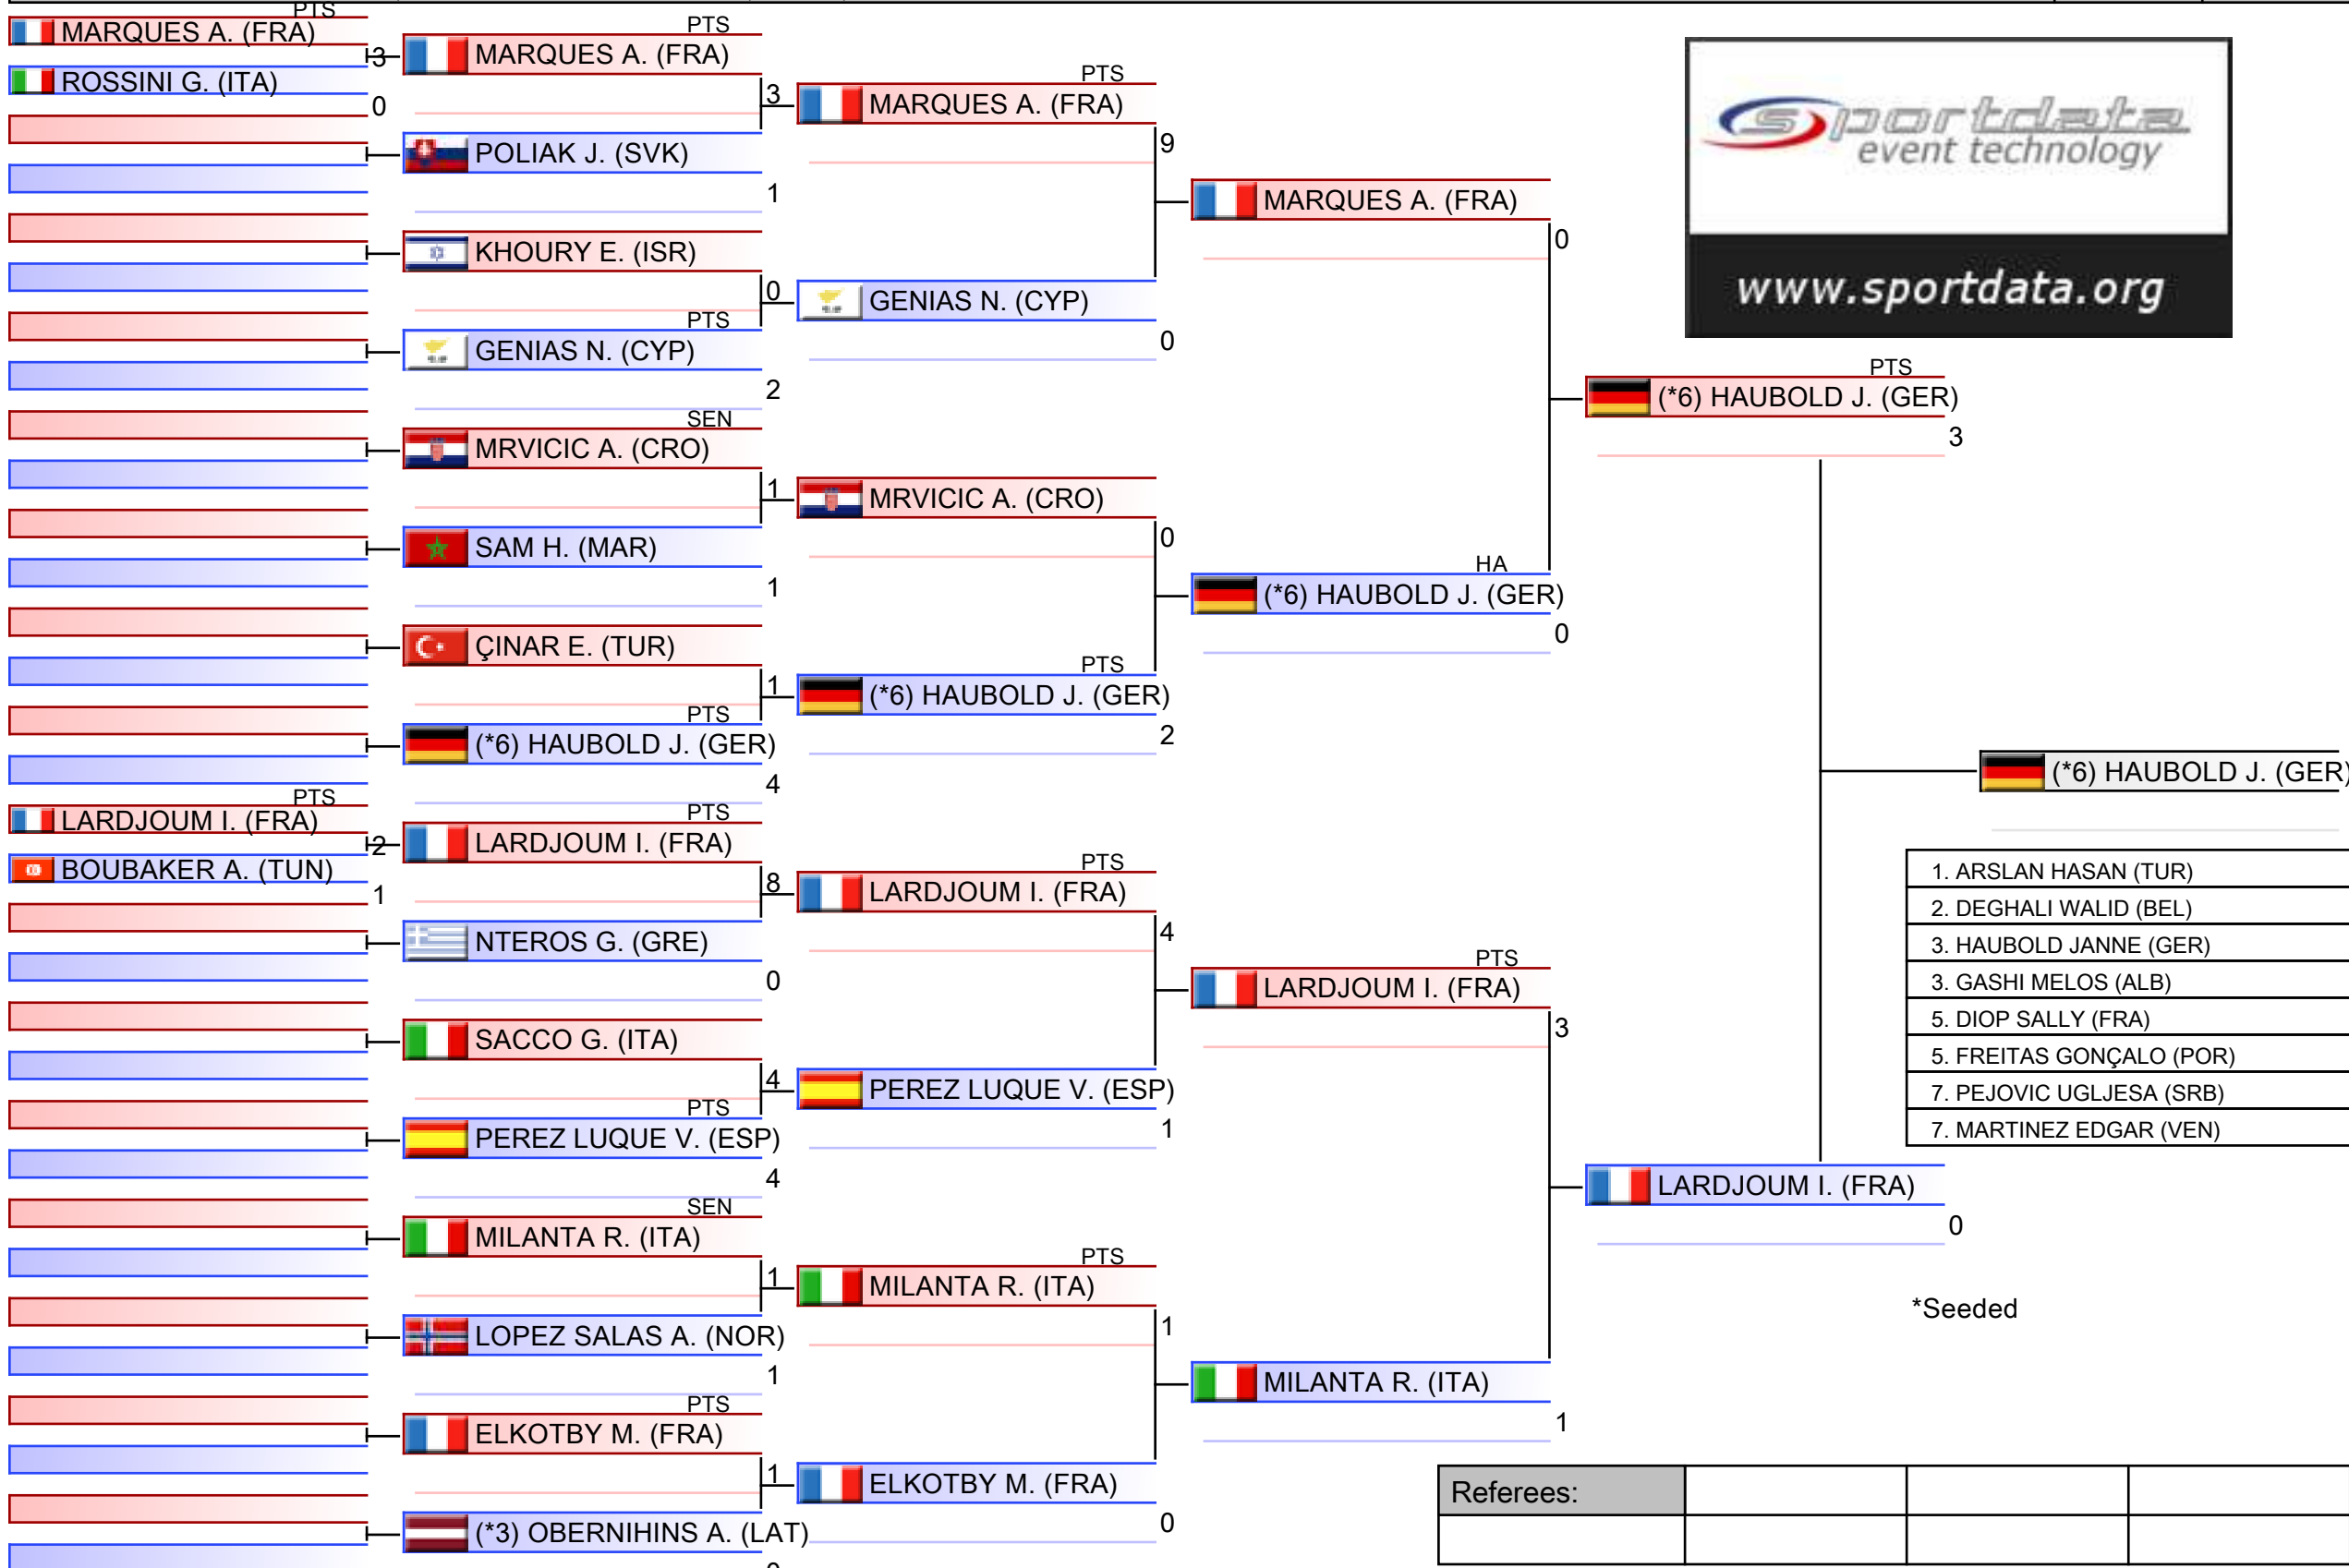 PTS
MARQUES A. (FRA)
3
ROSSINI G. (ITA)
0
LARDJOUM I. (FRA)
PTS
2
BOUBAKER A. (TUN)
1
PTS
MARQUES A. (FRA)
3
POLIAK J. (SVK)
1
KHOURY E. (ISR)
0
PTS
GENIAS N. (CYP)
2
SEN
MRVICIC A. (CRO)
1
SAM H. (MAR)
1
ÇINAR E. (TUR)
1
PTS
(*6) HAUBOLD J. (GER)
4
PTS
LARDJOUM I. (FRA)
8
NTEROS G. (GRE)
0
SACCO G. (ITA)
4
PTS
PEREZ LUQUE V. (ESP)
4
SEN
MILANTA R. (ITA)
1
LOPEZ SALAS A. (NOR)
1
PTS
ELKOTBY M. (FRA)
1
(*3) OBERNIHINS A. (LAT)
PTS
MARQUES A. (FRA)
9
GENIAS N. (CYP)
0
MRVICIC A. (CRO)
0
PTS
(*6) HAUBOLD J. (GER)
2
PTS
LARDJOUM I. (FRA)
4
PEREZ LUQUE V. (ESP)
1
PTS
MILANTA R. (ITA)
1
ELKOTBY M. (FRA)
0
MARQUES A. (FRA)
0
HA
(*6) HAUBOLD J. (GER)
0
PTS
LARDJOUM I. (FRA)
3
MILANTA R. (ITA)
1
sportdata
event technology
www.sportdata.org
PTS
(*6) HAUBOLD J. (GER)
3
LARDJOUM I. (FRA)
0
(*6) HAUBOLD J. (GER)
1. ARSLAN HASAN (TUR)
2. DEGHALI WALID (BEL)
3. HAUBOLD JANNE (GER)
3. GASHI MELOS (ALB)
5. DIOP SALLY (FRA)
5. FREITAS GONÇALO (POR)
7. PEJOVIC UGLJESA (SRB)
7. MARTINEZ EDGAR (VEN)
*Seeded
Referees: